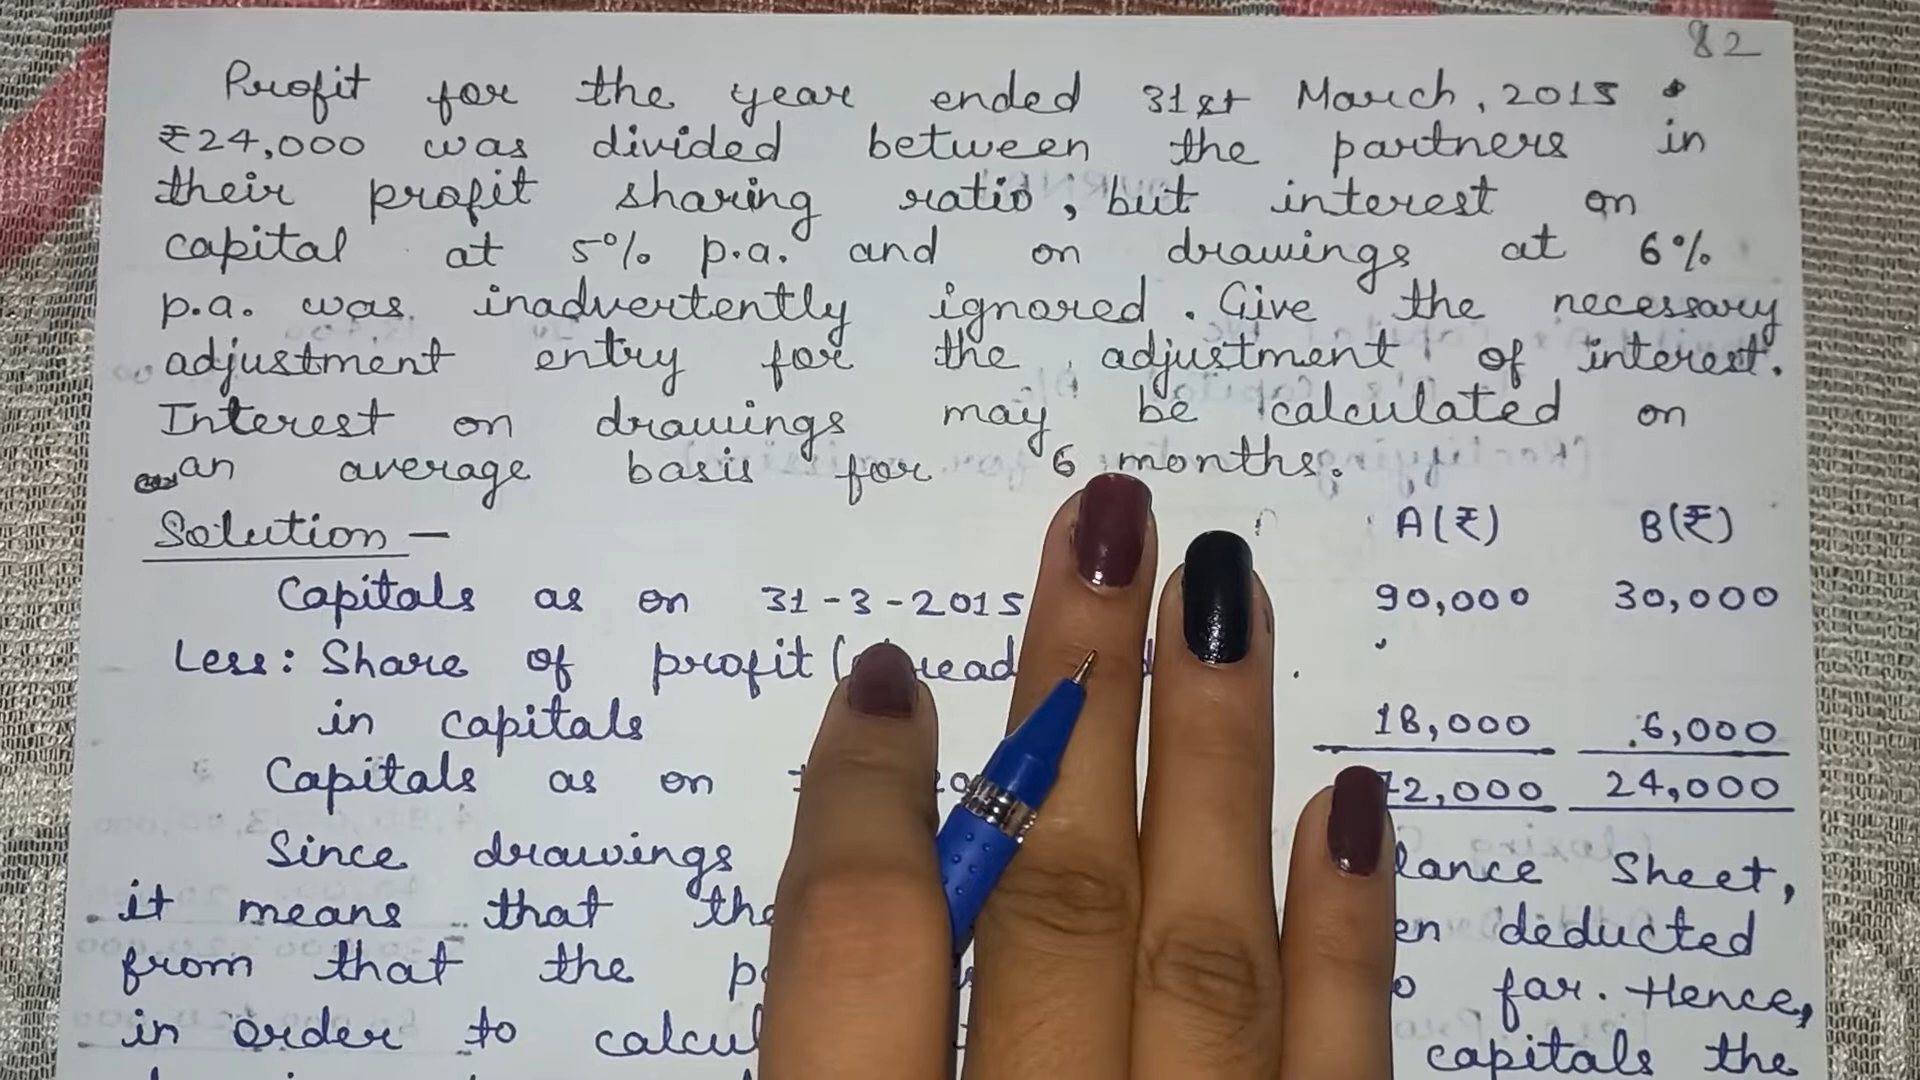 82
Profit for the year ended 31st March, 2015
₹24,000 was divided between the partners in
their profit sharing ratio, but interest on
capital at 5% p.a. and on drawings at 6%
p.a. was inadvertently ignored. Give the necessary
adjustment entry for the adjustment of interest.
Interest on drawings may be calculated on
an average basis for 6 months.
Solution – A(₹) B(₹)
Capitals as on 31-3-2015 90,000 30,000
Less: Share of profit
in capitals 18,000 6,000
Capitals as on 72,000 24,000
Since drawings Sheet,
it means that deducted
from that the far. Hence,
in order to capitals the